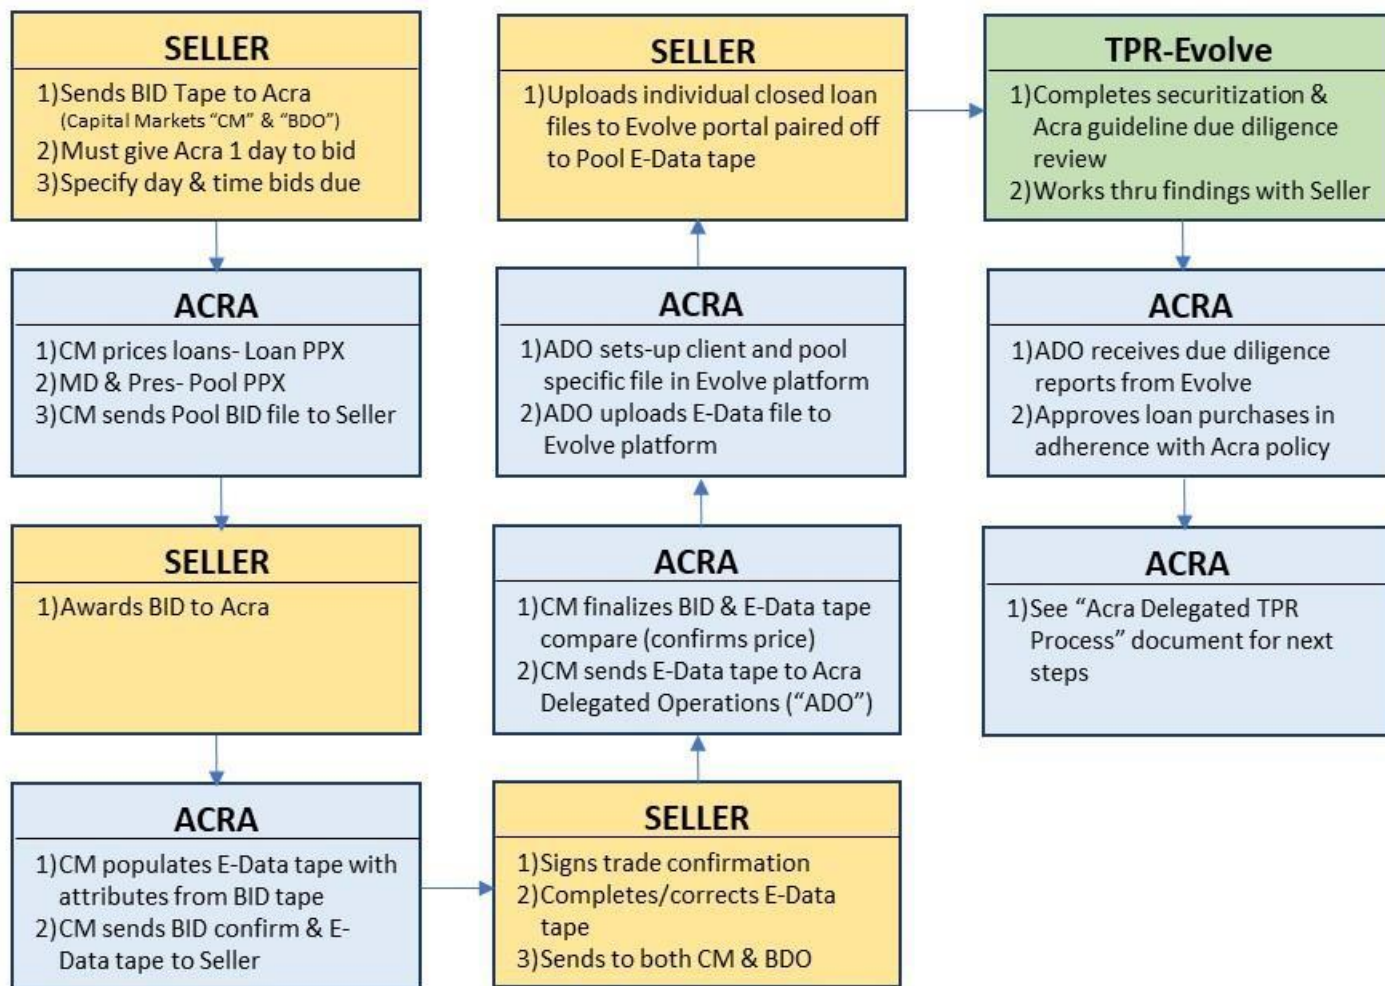 SELLER
1)Sends BID Tape to Acra
(Capital Markets “CM” & “BDO”)
2)Must give Acra 1 day to bid
3)Specify day & time bids due
ACRA
1)CM prices loans- Loan PPX
2)MD & Pres- Pool PPX
3)CM sends Pool BID file to Seller
SELLER
1)Awards BID to Acra
ACRA
1)CM populates E-Data tape with
attributes from BID tape
2)CM sends BID confirm & E-
Data tape to Seller
SELLER
1)Signs trade confirmation
2)Completes/corrects E-Data
tape
3)Sends to both CM & BDO
ACRA
1)CM finalizes BID & E-Data tape
compare (confirms price)
2)CM sends E-Data tape to Acra
Delegated Operations (“ADO”)
ACRA
1)ADO sets-up client and pool
specific file in Evolve platform
2)ADO uploads E-Data file to
Evolve platform
SELLER
1)Uploads individual closed loan
files to Evolve portal paired off
to Pool E-Data tape
TPR-Evolve
1)Completes securitization &
Acra guideline due diligence
review
2)Works thru findings with Seller
ACRA
1)ADO receives due diligence
reports from Evolve
2)Approves loan purchases in
adherence with Acra policy
ACRA
1)See “Acra Delegated TPR
Process” document for next
steps